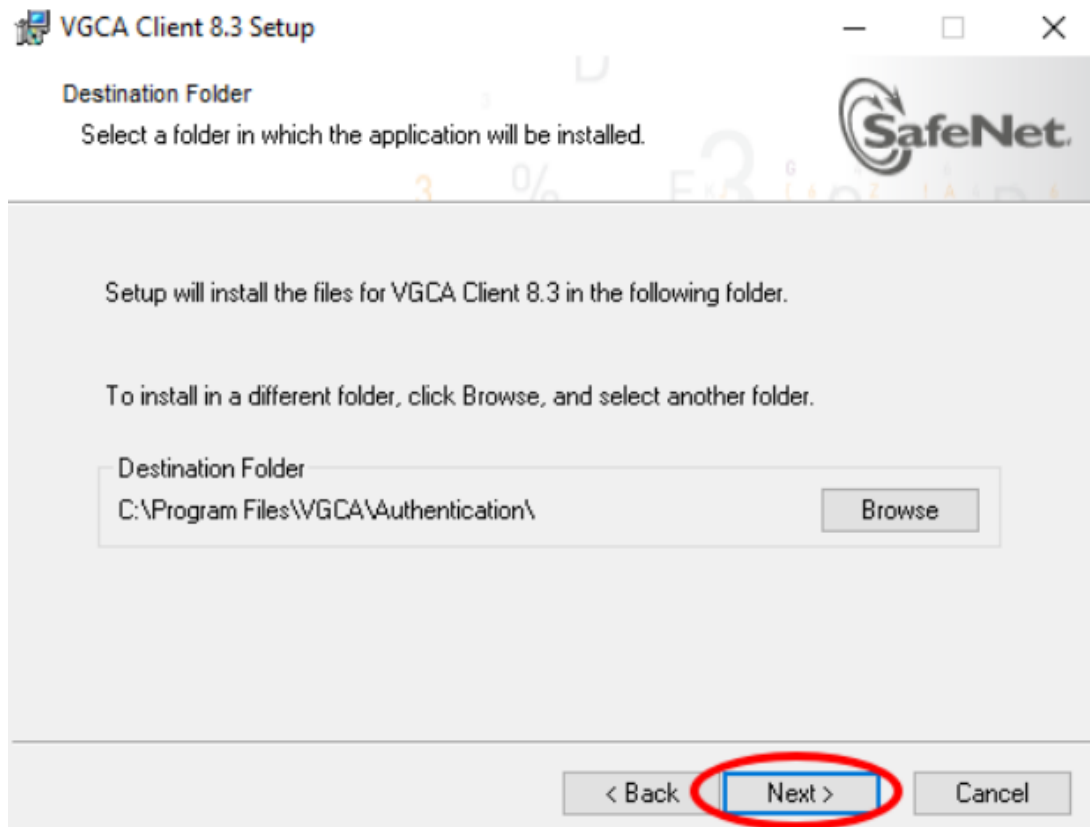 VGCA Client 8.3 Setup
Destination Folder
Select a folder in which the application will be installed.
SafeNet.
Setup will install the files for VGCA Client 8.3 in the following folder.
To install in a different folder, click Browse, and select another folder.
Destination Folder
C:\Program Files\VGCA\Authentication\
Browse
< Back
Next >
Cancel